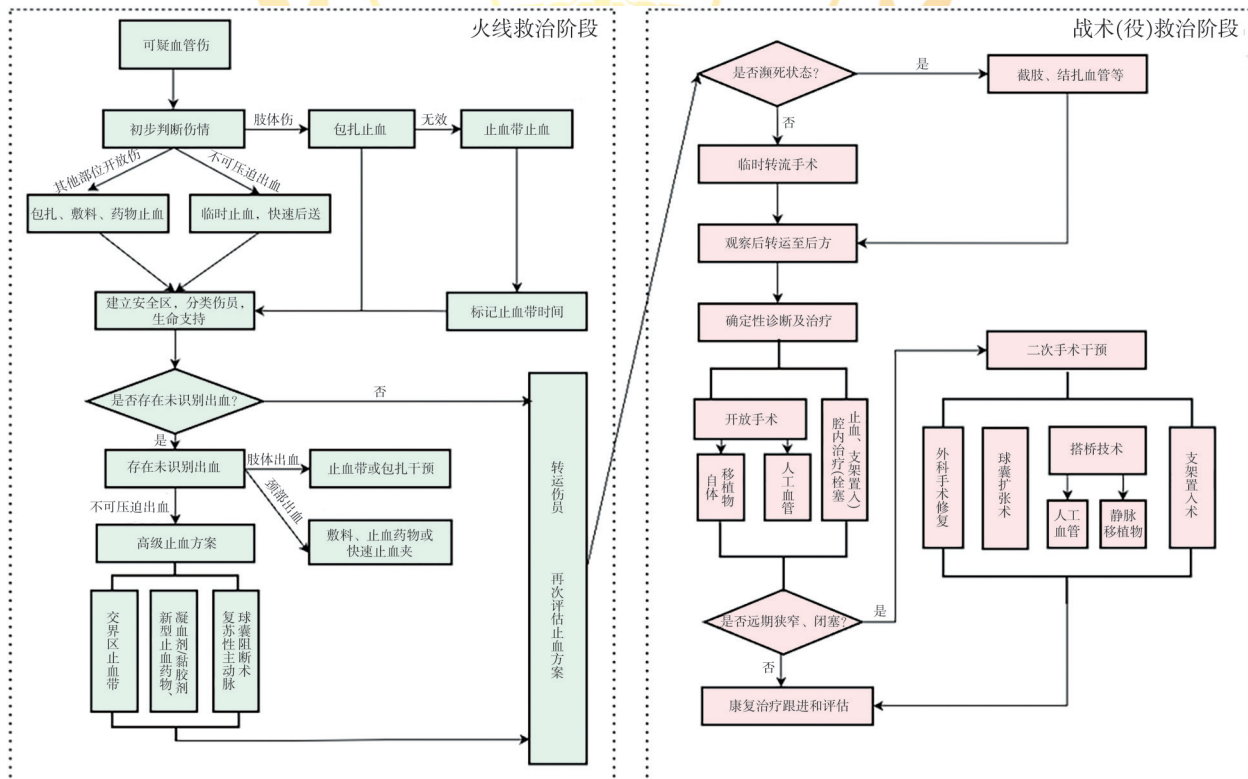 火线救治阶段
可疑血管伤
初步判断伤情
肢体伤
包扎止血
无效
止血带止血
其他部位开放伤
不可压迫出血
包扎、敷料、药物止血
临时止血，快速后送
建立安全区，分类伤员，
生命支持
标记止血带时间
是否存在未识别出血?
否
是
存在未识别出血
肢体出血
止血带或包扎干预
颈部出血
敷料、止血药物或
快速止血夹
不可压迫出血
高级止血方案
交界区止血带
新型止血药物、
凝血剂/黏胶剂
复苏性主动脉
球囊阻断术
转运伤员
再次评估止血方案
战术(役)救治阶段
是否濒死状态?
是
截肢、结扎血管等
否
临时转流手术
观察后转运至后方
确定性诊断及治疗
开放手术
自体
移植物
人工血管
腔内治疗(栓塞
止血、支架置入)
是否远期狭窄、闭塞?
是
否
康复治疗跟进和评估
二次手术干预
外科手术修复
球囊扩张术
搭桥技术
人工
血管
静脉
移植物
支架置入术